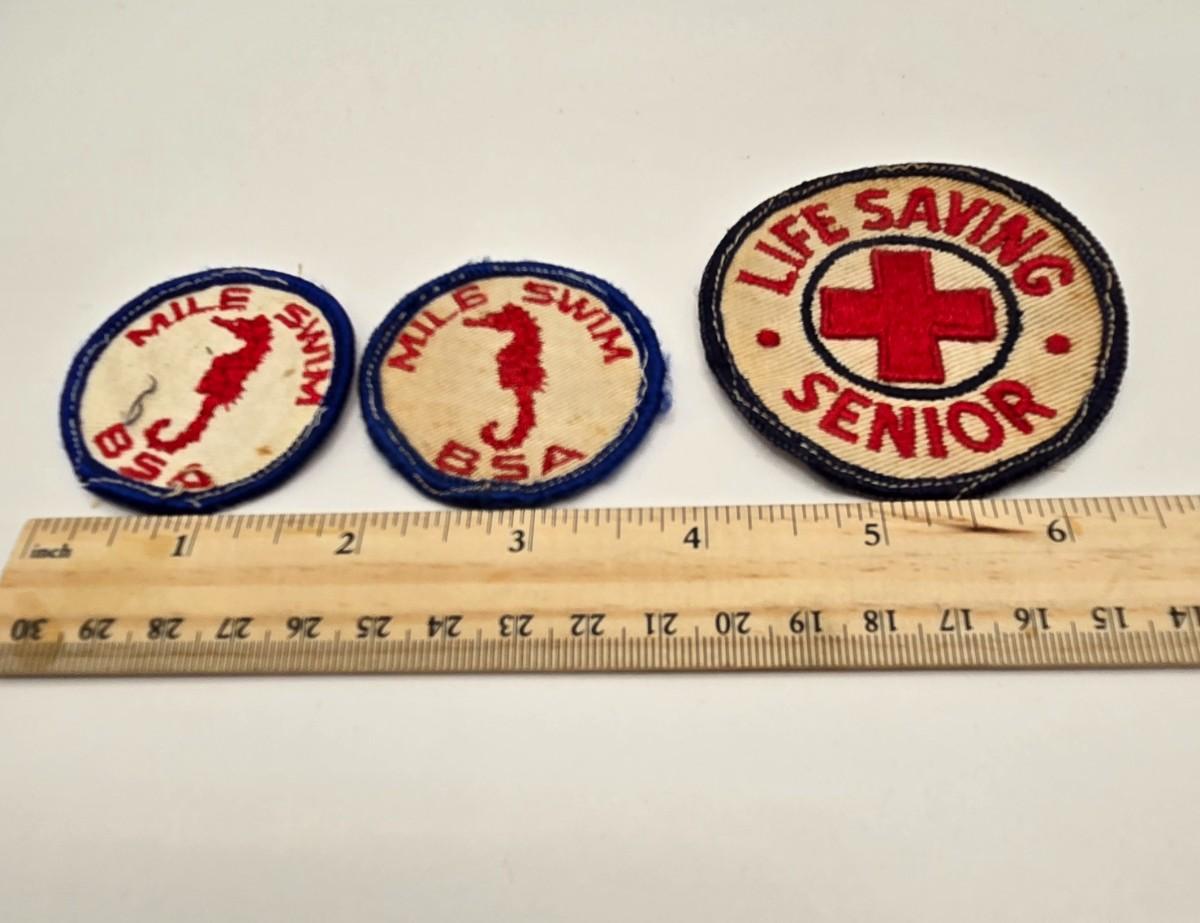 MILE SWIM
BSA
MILE SWIM
BSA
LIFE SAVING
SENIOR
inch 1 2 3 4 5 6
30 29 28 27 26 25 24 23 22 21 20 19 18 17 16 15 14